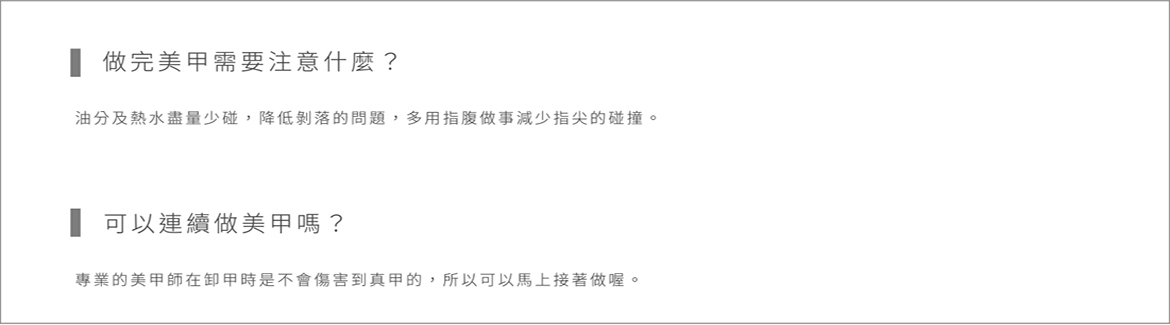 做完美甲需要注意什麼？
油分及熱水盡量少碰，降低剝落的問題，多用指腹做事減少指尖的碰撞。
可以連續做美甲嗎？
專業的美甲師在卸甲時是不會傷害到真甲的，所以可以馬上接著做喔。